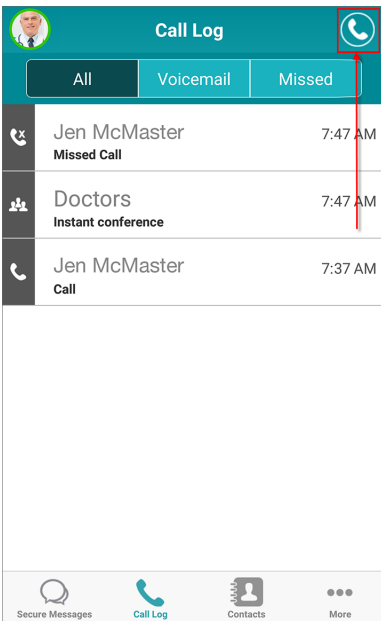 Call Log
All Voicemail Missed
Jen McMaster 7:47 AM
Missed Call
Doctors 7:47 AM
Instant conference
Jen McMaster 7:37 AM
Call
Secure Messages Call Log Contacts More